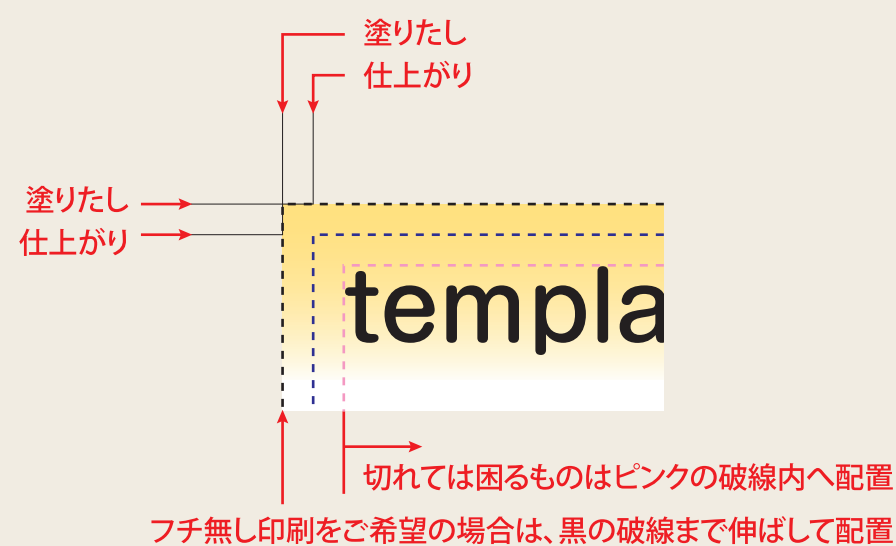 塗りたし
仕上がり
塗りたし
仕上がり
templa
切れては困るものはピンクの破線内へ配置
フチ無し印刷をご希望の場合は、黒の破線まで伸ばして配置